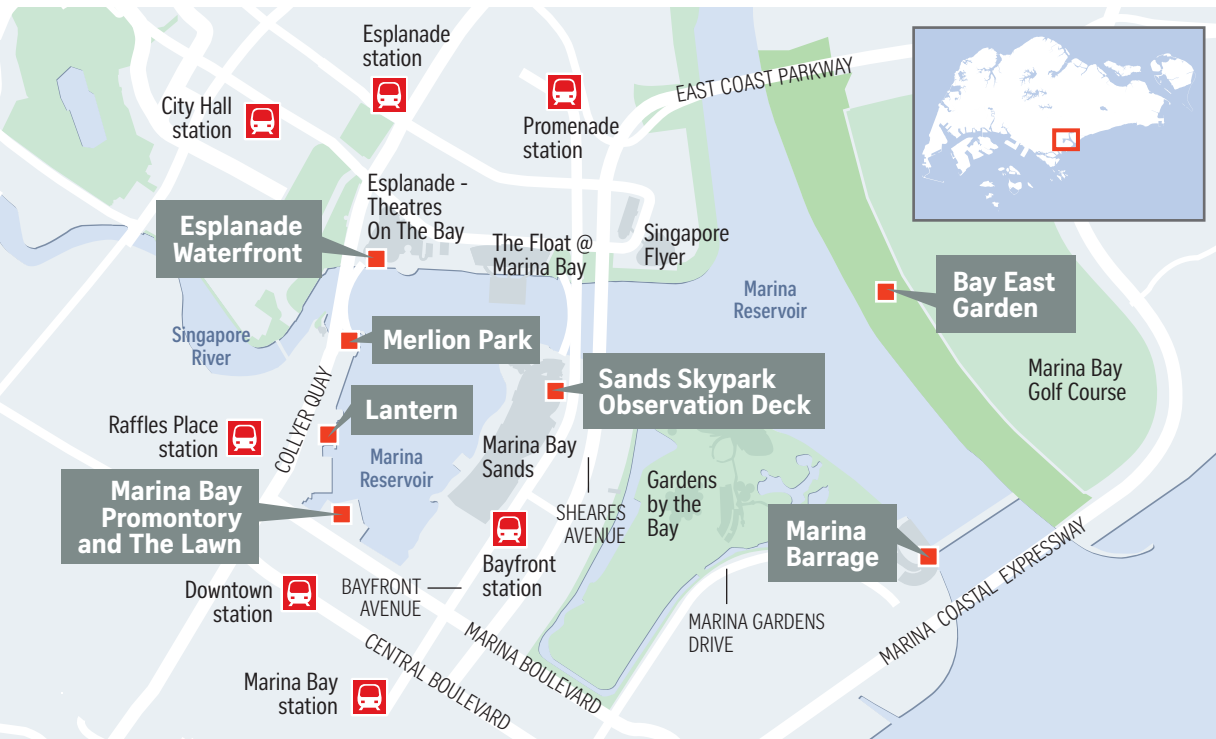 Esplanade
station
City Hall
station
Promenade
station
EAST COAST PARKWAY
Esplanade -
Theatres
On The Bay
Esplanade
Waterfront
The Float @
Marina Bay
Singapore
Flyer
Marina
Reservoir
Bay East
Garden
Singapore
River
Merlion Park
Marina Bay
Golf Course
Sands Skypark
Observation Deck
COLLYER QUAY
Lantern
Raffles Place
station
Marina
Reservoir
Marina Bay
Sands
Marina Bay
Promontory
and The Lawn
Gardens
by the
Bay
SHEARES
AVENUE
Marina
Barrage
Bayfront
station
Downtown
station
BAYFRONT
AVENUE
MARINA GARDENS
DRIVE
MARINA COASTAL EXPRESSWAY
MARINA BOULEVARD
CENTRAL BOULEVARD
Marina Bay
station